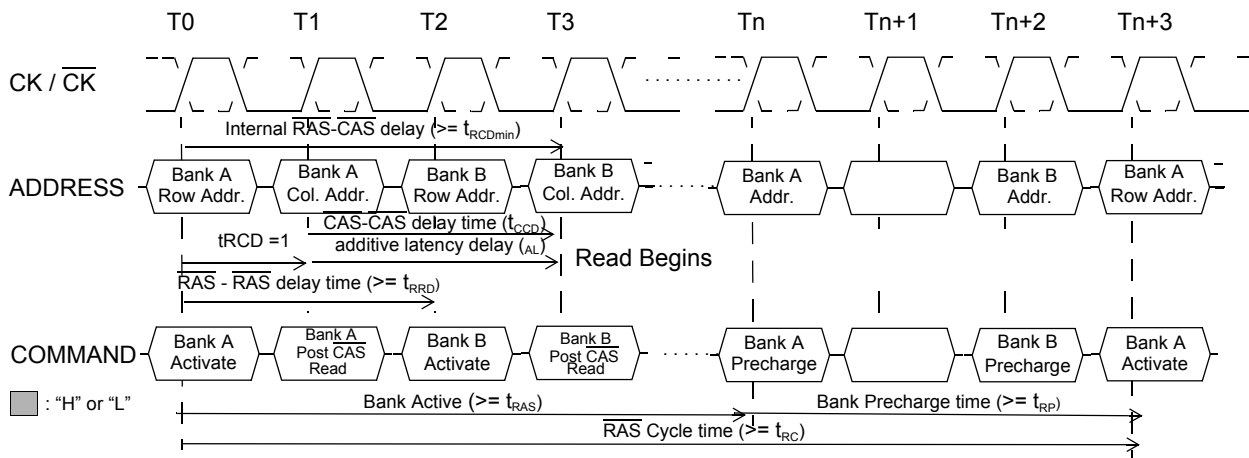 T0 T1 T2 T3 Tn Tn+1 Tn+2 Tn+3
CK / CK
Internal RAS-CAS delay (>= tRCDmin)
ADDRESS
Bank A Row Addr.
Bank A Col. Addr.
Bank B Row Addr.
Bank B Col. Addr.
Bank A Addr.
Bank B Addr.
Bank A Row Addr.
CAS-CAS delay time (tCCD)
tRCD =1
additive latency delay (AL)
Read Begins
RAS - RAS delay time (>= tRRD)
COMMAND
Bank A Activate
Bank A Post CAS Read
Bank B Activate
Bank B Post CAS Read
Bank A Precharge
Bank B Precharge
Bank A Activate
: “H” or “L”
Bank Active (>= tRAS)
Bank Precharge time (>= tRP)
RAS Cycle time (>= tRC)